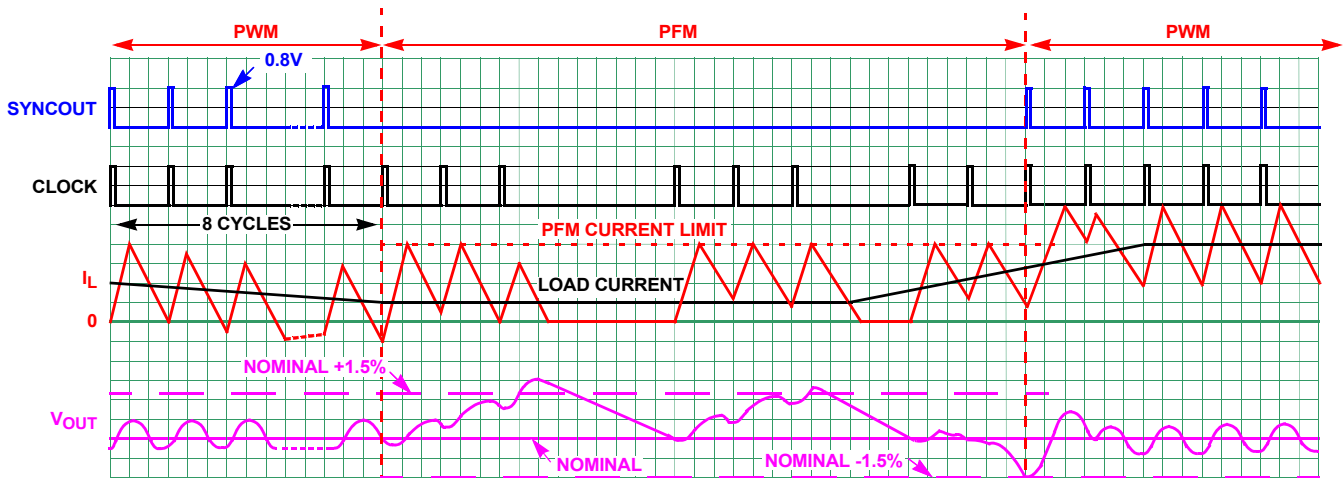 PWM
PFM
PWM
0.8V
SYNCOUT
CLOCK
8 CYCLES
PFM CURRENT LIMIT
IL
LOAD CURRENT
0
NOMINAL +1.5%
VOUT
NOMINAL
NOMINAL -1.5%